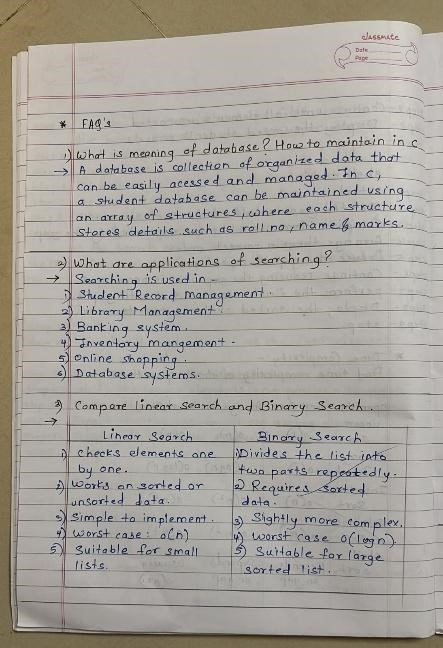 classmate
Date
Page
* FAQ's
1) What is meaning of database? How to maintain in c
→ A database is collection of organized data that
can be easily acessed and managed. In C,
a student database can be maintained using
an array of structures, where each structure
stores details such as roll.no, name & marks.
2) What are applications of searching?
→ Searching is used in -
1) Student Record management.
2) Library Management.
3) Banking system.
4) Inventory mangement.
5) online shopping.
6) Database systems.
3) Compare linear search and Binary Search.
→
Linear Search Binary Search
1) checks elements one 1) Divides the list into
by one. two parts repeatedly.
2) Works on sorted or 2) Requires sorted
unsorted data. data.
3) Simple to implement. 3) Slightly more complex.
4) Worst case: o(n) 4) Worst case o(logn)
5) Suitable for small 5) Suitable for large
lists. sorted list.